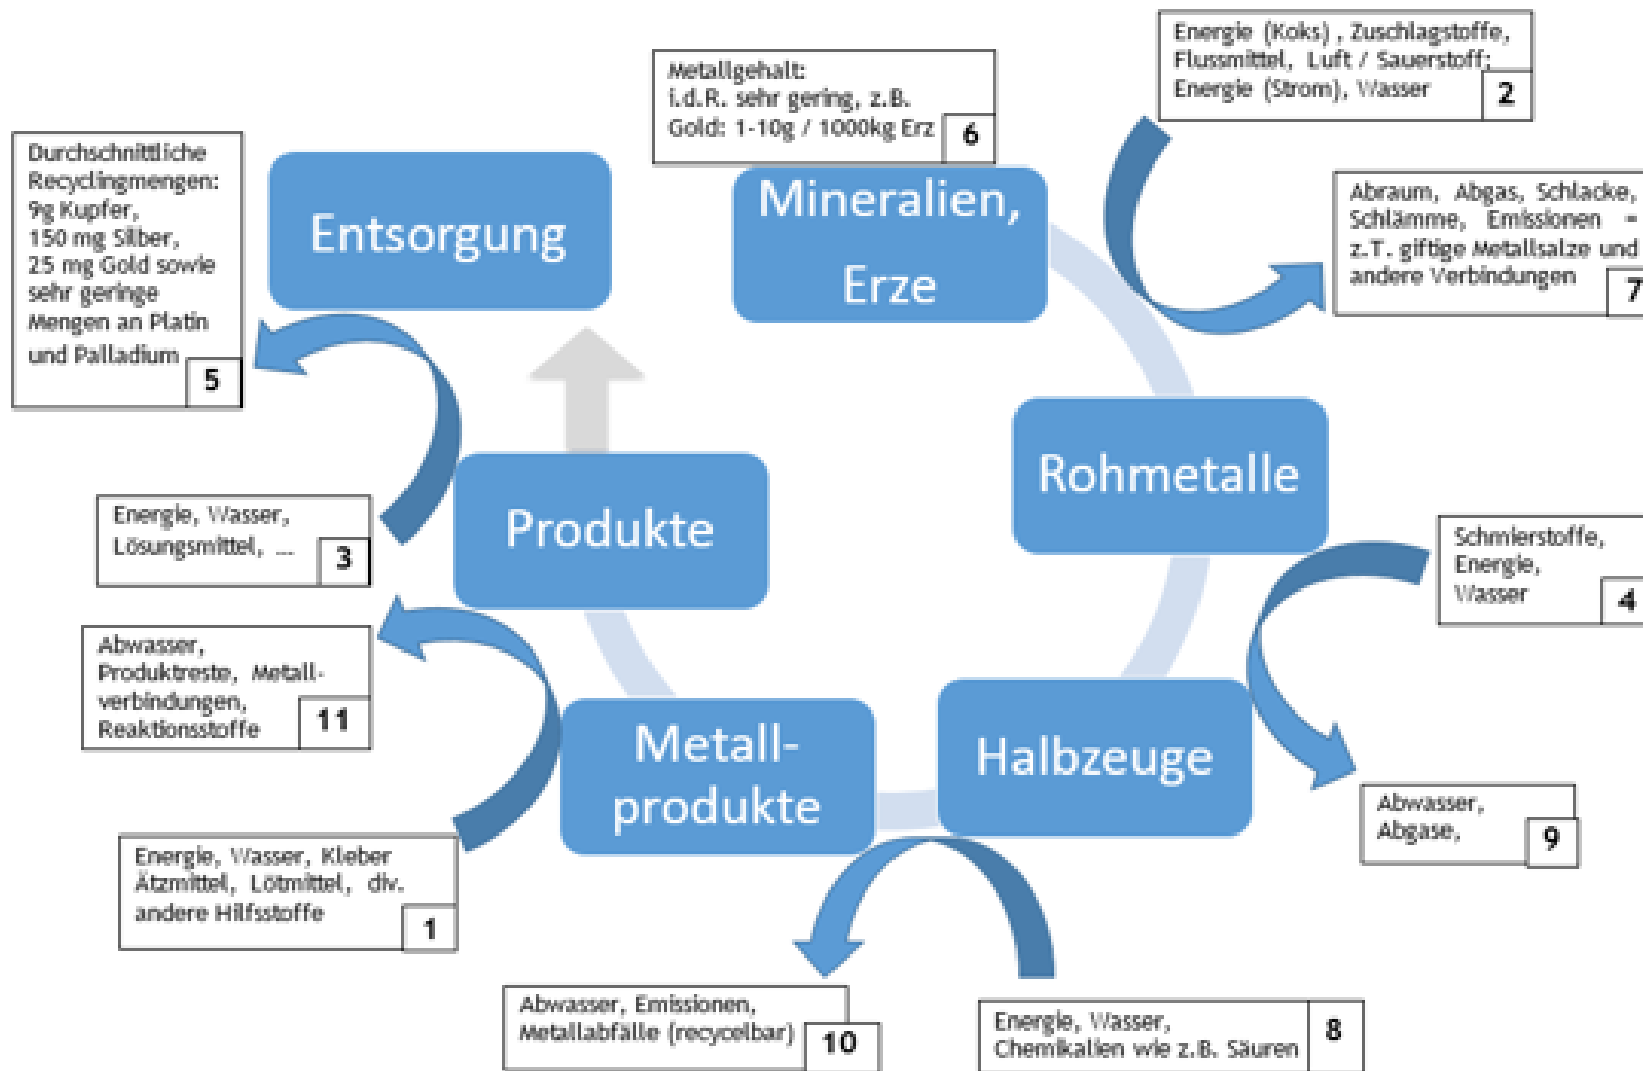 Energie (Koks) , Zuschlagstoffe,
Flussmittel, Luft / Sauerstoff;
Energie (Strom), Wasser
2
Metallgehalt:
i.d.R. sehr gering, z.B.
Gold: 1-10g / 1000kg Erz
6
Durchschnittliche
Recyclingmengen:
9g Kupfer,
150 mg Silber,
25 mg Gold sowie
sehr geringe
Mengen an Platin
und Palladium
5
Entsorgung
Mineralien,
Erze
Abraum, Abgas, Schlacke,
Schlämme, Emissionen =
z.T. giftige Metallsalze und
andere Verbindungen
7
Rohmetalle
Produkte
Energie, Wasser,
Lösungsmittel, ...
3
Schmierstoffe,
Energie,
Wasser
4
Abwasser,
Produktreste, Metall-
verbindungen,
Reaktionsstoffe
11
Metall-
produkte
Halbzeuge
Abwasser,
Abgase,
9
Energie, Wasser, Kleber
Ätzmittel, Lötmittel, div.
andere Hilfsstoffe
1
Abwasser, Emissionen,
Metallabfälle (recycelbar)
10
Energie, Wasser,
Chemikalien wie z.B. Säuren
8